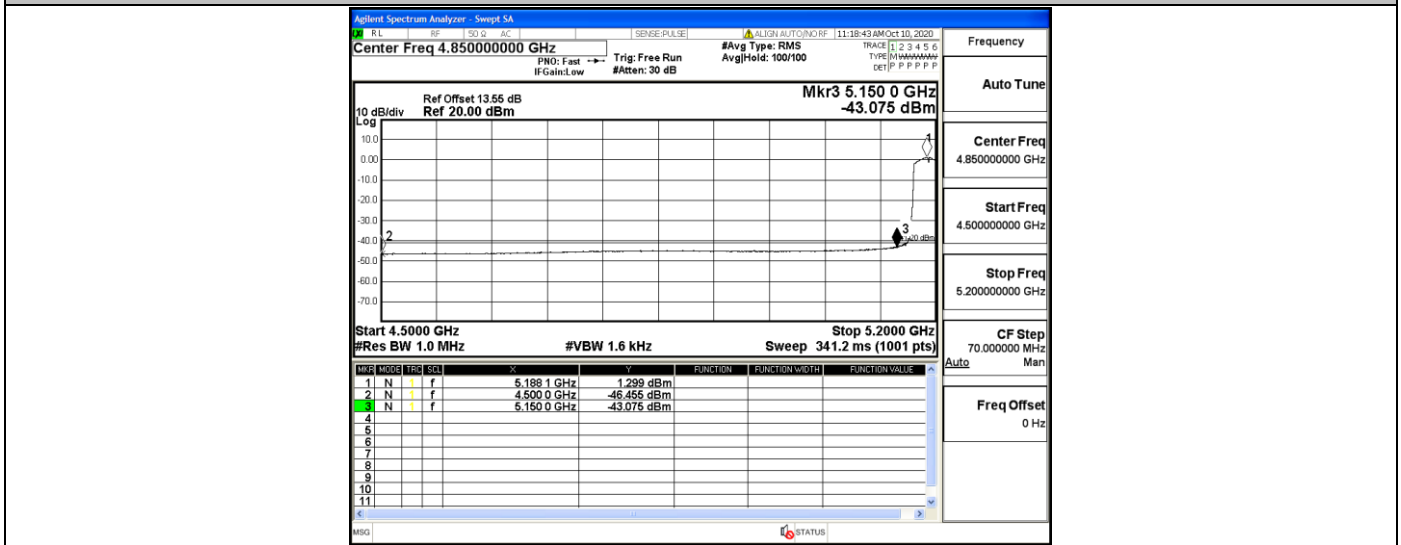 Agilent Spectrum Analyzer - Swept SA
RL RF 50 Ω AC SENSE:PULSE ALIGN AUTO/NO RF 11:18:43 AM Oct 10, 2020
Center Freq 4.850000000 GHz
PNO: Fast
IFGain:Low
Trig: Free Run
#Atten: 30 dB
#Avg Type: RMS
Avg|Hold: 100/100
TRACE 1 2 3 4 5 6
TYPE M
DET P P P P P P
Mkr3 5.150 0 GHz
-43.075 dBm
Ref Offset 13.55 dB
10 dB/div Ref 20.00 dBm
Log
10.0
0.00
-10.0
-20.0
-30.0
-40.0
-50.0
-60.0
-70.0
1
2
3
Start 4.5000 GHz Stop 5.2000 GHz
#Res BW 1.0 MHz #VBW 1.6 kHz Sweep 341.2 ms (1001 pts)
MKR MODE TRC SCL X Y FUNCTION FUNCTION WIDTH FUNCTION VALUE
1 N 1 f 5.188 1 GHz 1.299 dBm
2 N 1 f 4.500 0 GHz -46.455 dBm
3 N 1 f 5.150 0 GHz -43.075 dBm
4
5
6
7
8
9
10
11
MSG STATUS
Frequency
Auto Tune
Center Freq
4.850000000 GHz
Start Freq
4.500000000 GHz
Stop Freq
5.200000000 GHz
CF Step
70.000000 MHz
Auto Man
Freq Offset
0 Hz